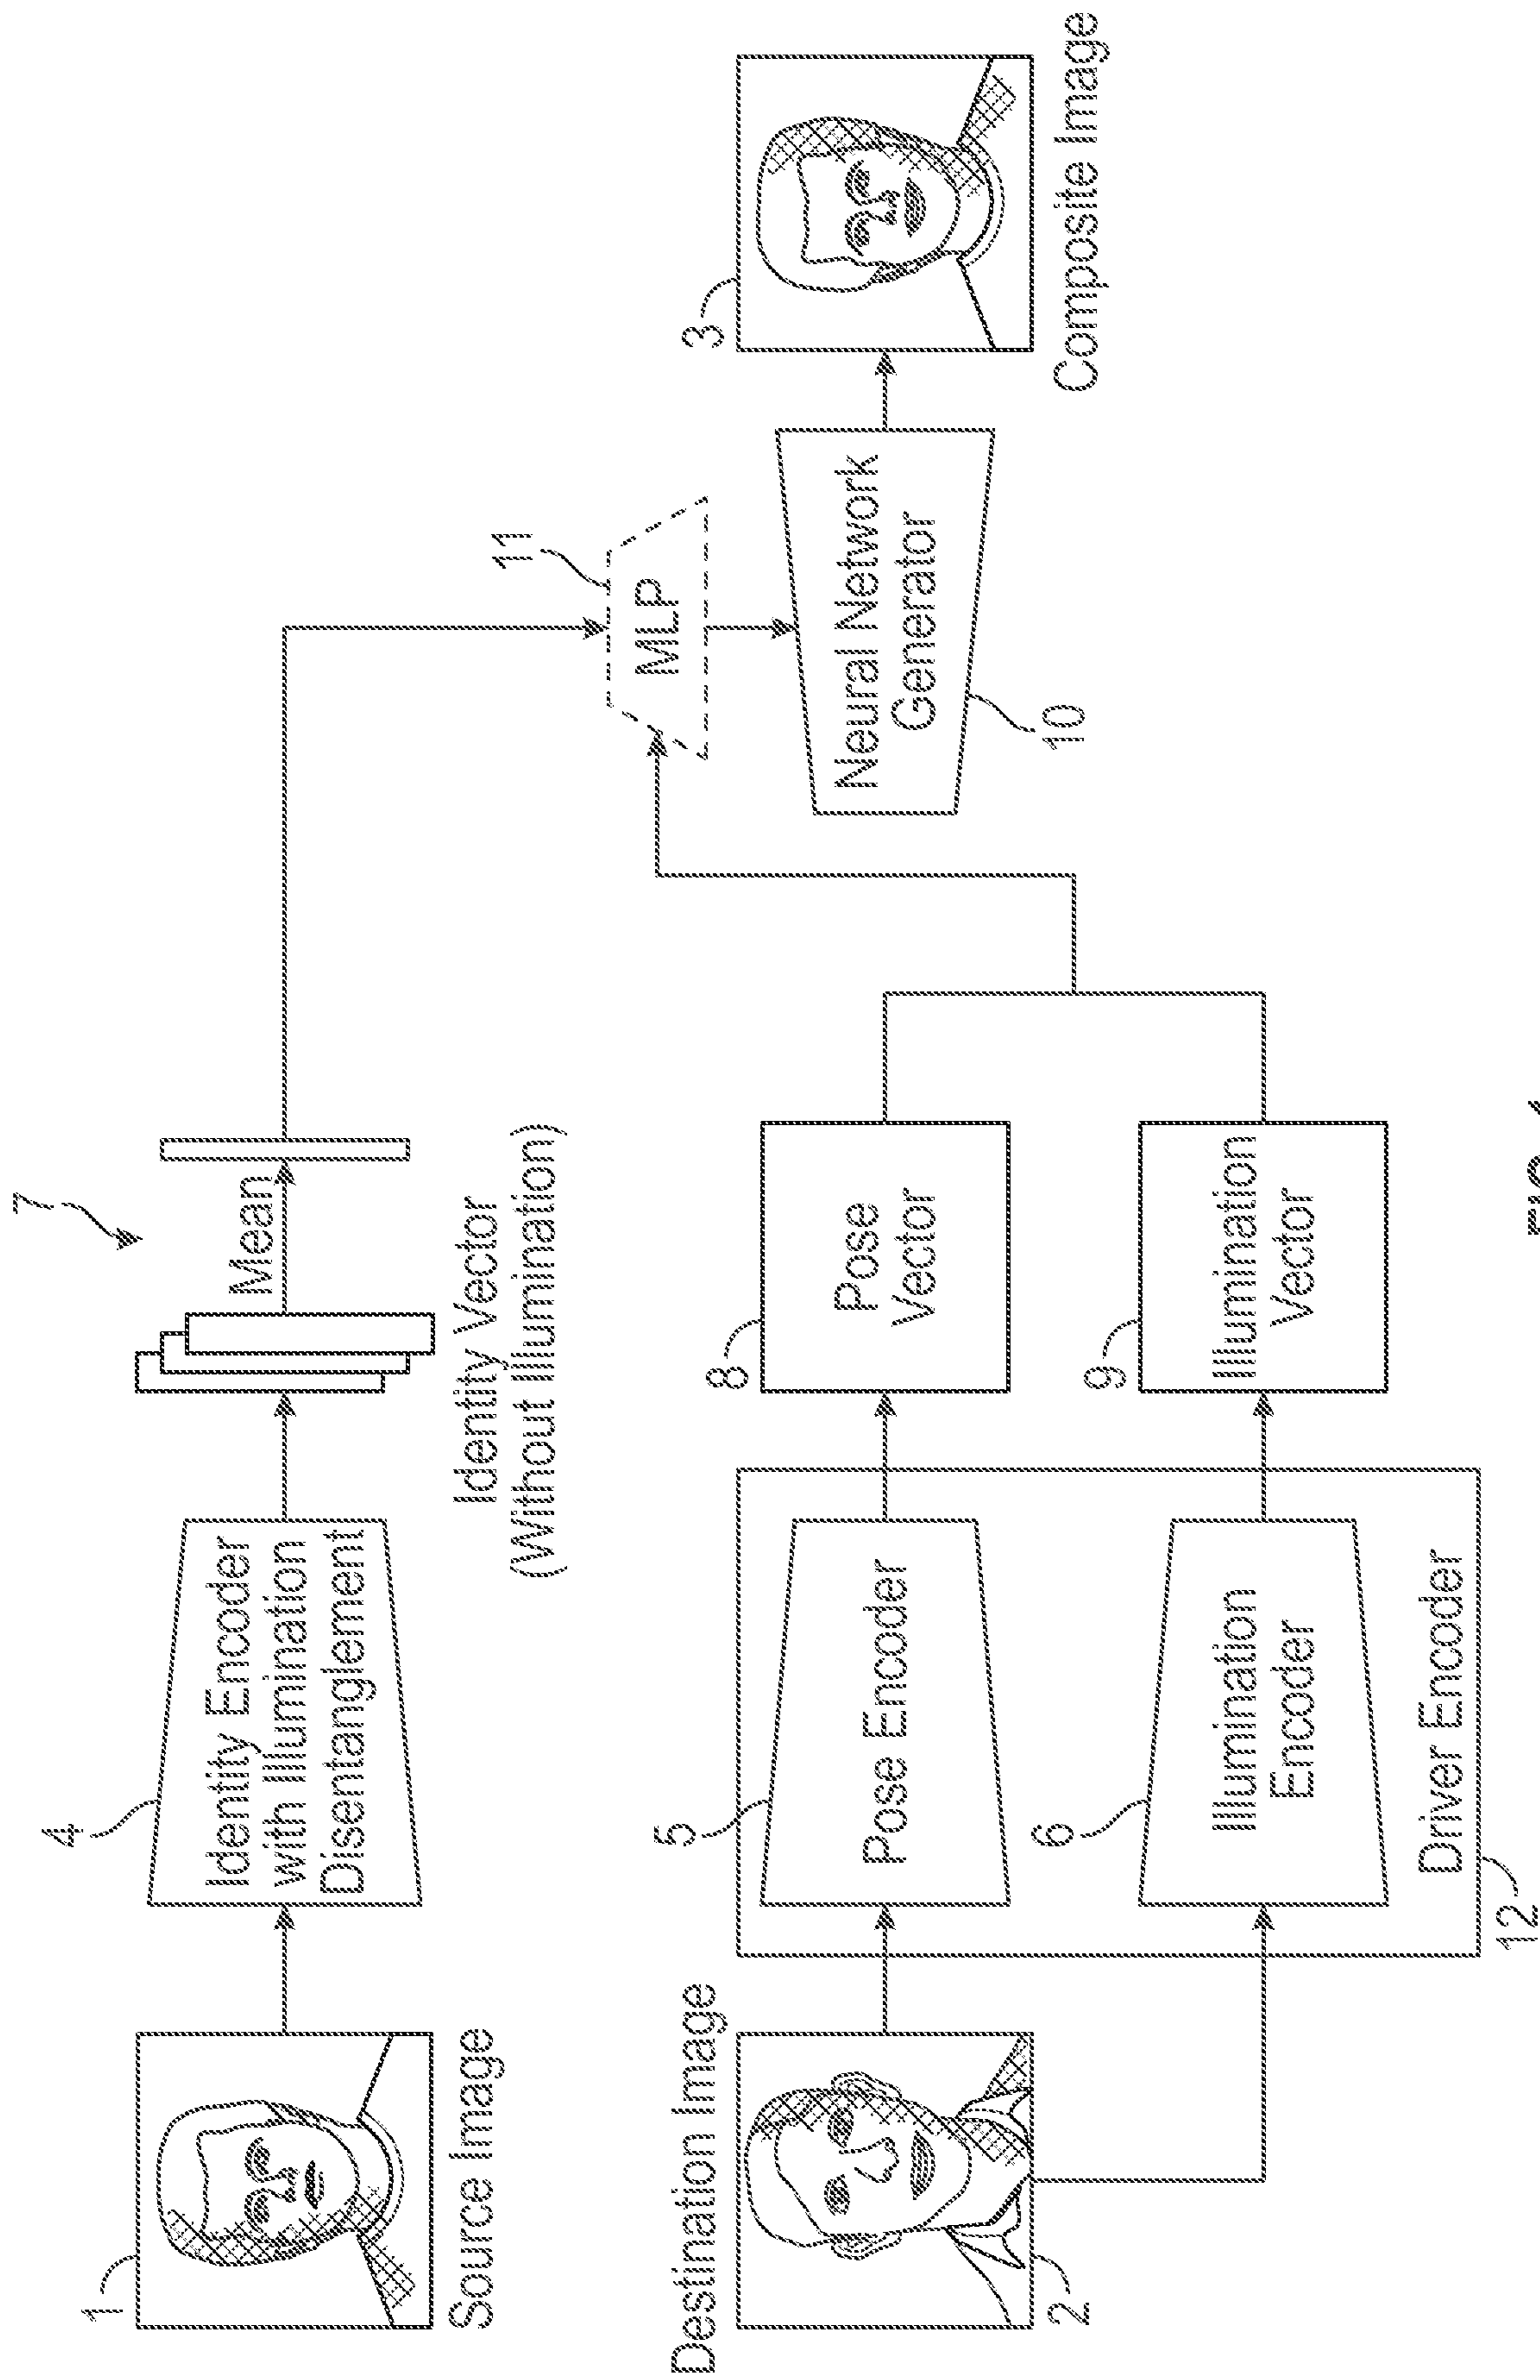 1
Source Image
4
Identity Encoder
with Illumination
Disentanglement
7
Mean
Identity Vector
(Without Illumination)
Destination Image
2
5
Pose Encoder
6
Illumination
Encoder
Driver Encoder
12
8
Pose
Vector
9
Illumination
Vector
11
MLP
Neural Network
Generator
10
3
Composite Image